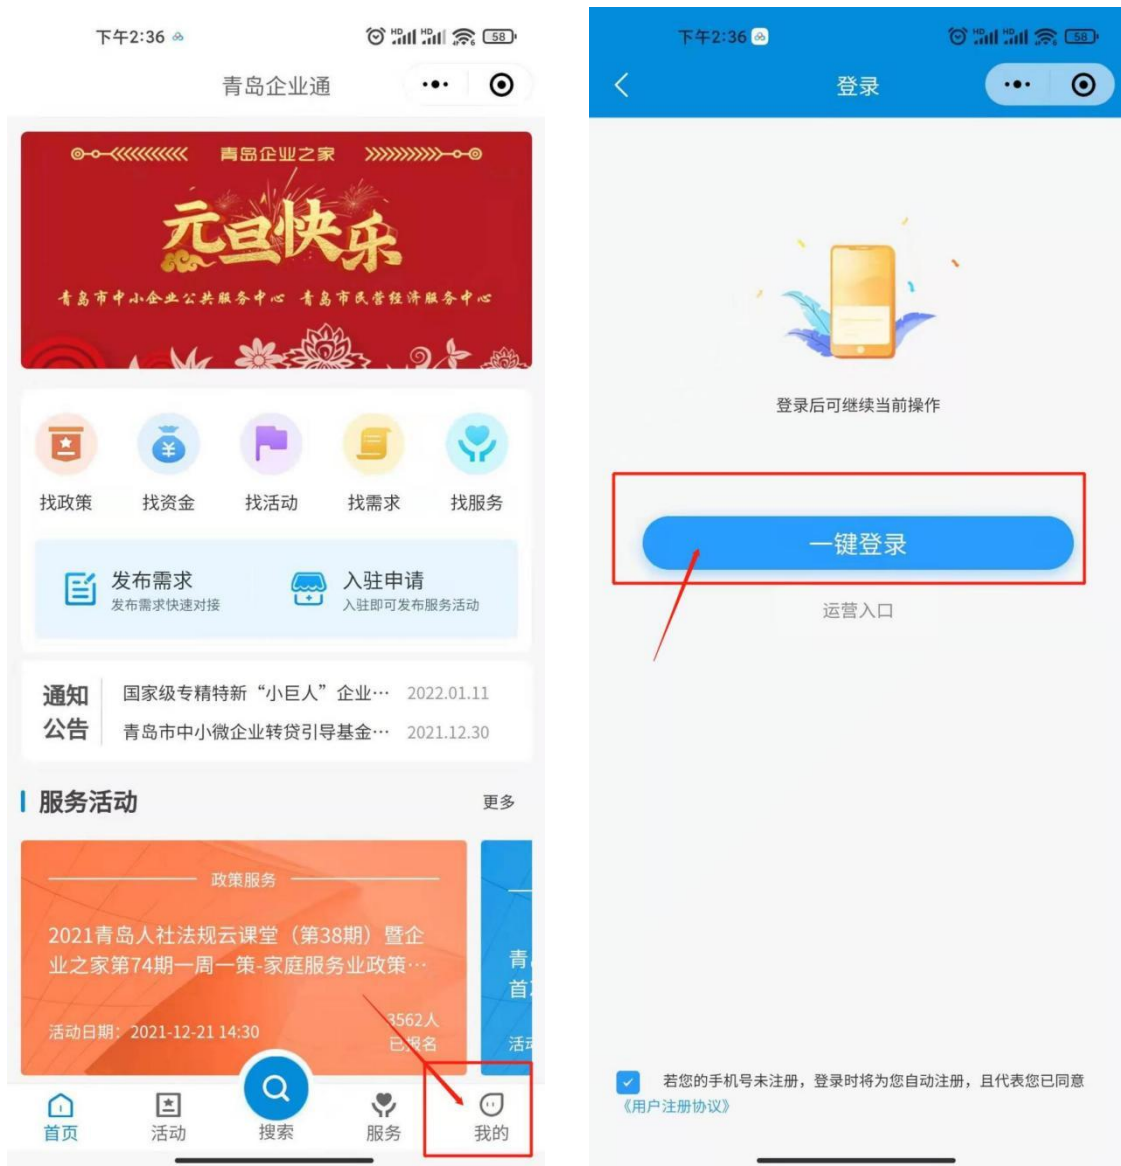 下午2:36
58
青岛企业通
青岛企业之家
元旦快乐
青岛市中小企业公共服务中心 青岛市民营经济服务中心
找政策 找资金 找活动 找需求 找服务
发布需求
发布需求快速对接
入驻申请
入驻即可发布服务活动
通知
公告
国家级专精特新“小巨人”企业… 2022.01.11
青岛市中小微企业转贷引导基金… 2021.12.30
服务活动
更多
政策服务
2021青岛人社法规云课堂（第38期）暨企
业之家第74期一周一策-家庭服务业政策…
活动日期：2021-12-21 14:30
3562人
已报名
青
首
活动
首页 活动 搜索 服务 我的
下午2:36
58
登录
登录后可继续当前操作
一键登录
运营入口
若您的手机号未注册，登录时将为您自动注册，且代表您已同意
《用户注册协议》